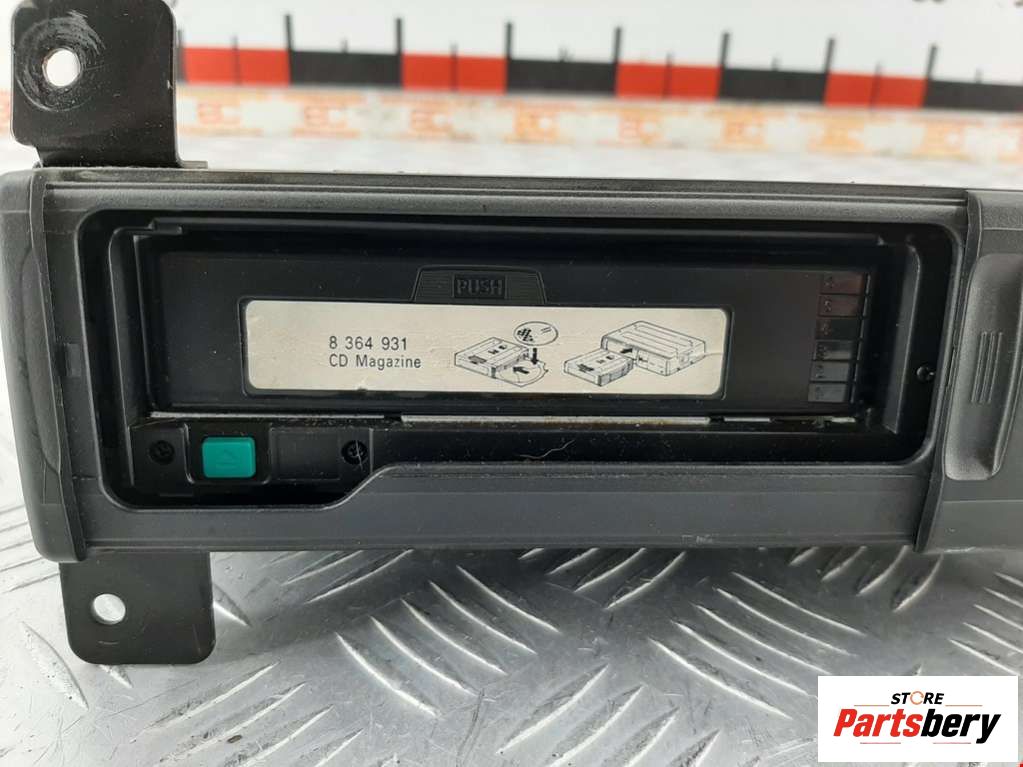 PUSH
8 364 931
CD Magazine
STORE
Partsbery